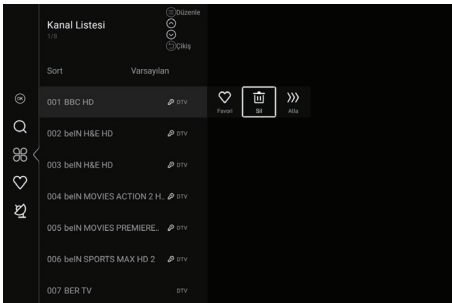 Düzenle
Kanal Listesi
1/8
Çıkış
Sort Varsayılan
OK
001 BBC HD DTV
Favori Sil Atla
002 beIN H&E HD DTV
003 beIN H&E HD DTV
004 beIN MOVIES ACTION 2 H.. DTV
005 beIN MOVIES PREMIERE.. DTV
006 beIN SPORTS MAX HD 2 DTV
007 BER TV DTV